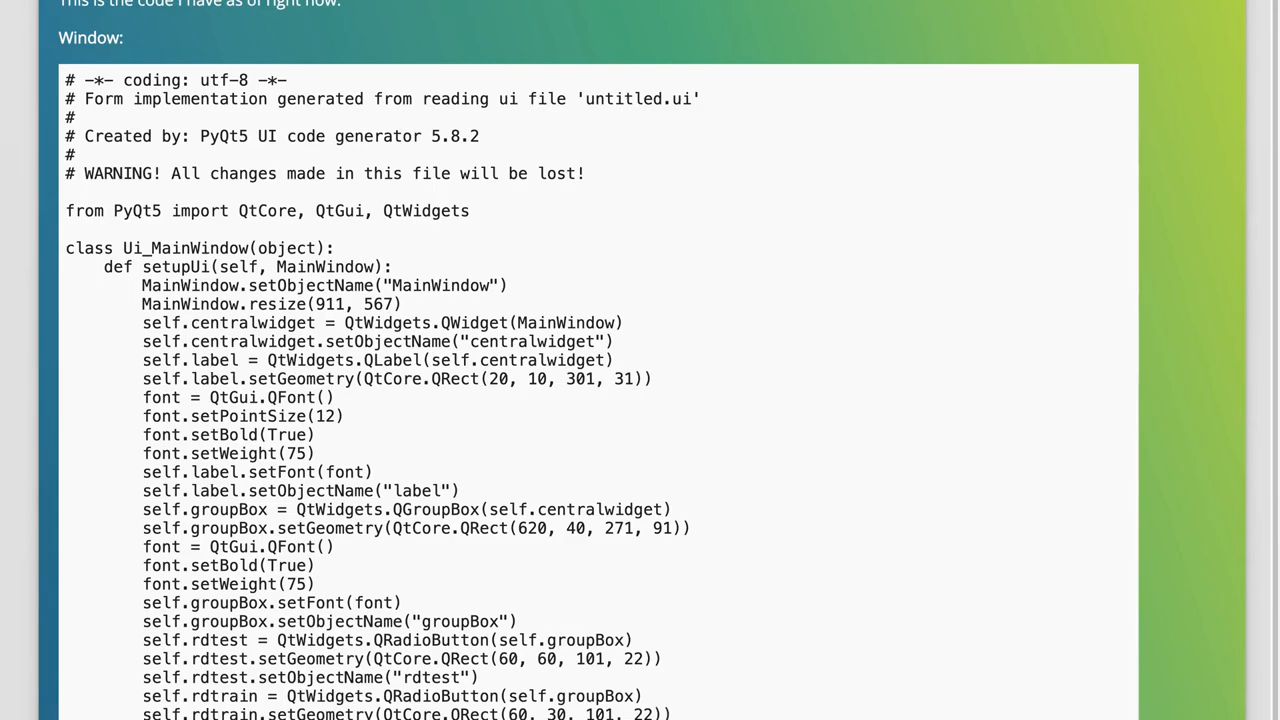 This is the code I have as of right now.
Window:
# -*- coding: utf-8 -*-
# Form implementation generated from reading ui file 'untitled.ui'
#
# Created by: PyQt5 UI code generator 5.8.2
#
# WARNING! All changes made in this file will be lost!
from PyQt5 import QtCore, QtGui, QtWidgets
class Ui_MainWindow(object):
    def setupUi(self, MainWindow):
        MainWindow.setObjectName("MainWindow")
        MainWindow.resize(911, 567)
        self.centralwidget = QtWidgets.QWidget(MainWindow)
        self.centralwidget.setObjectName("centralwidget")
        self.label = QtWidgets.QLabel(self.centralwidget)
        self.label.setGeometry(QtCore.QRect(20, 10, 301, 31))
        font = QtGui.QFont()
        font.setPointSize(12)
        font.setBold(True)
        font.setWeight(75)
        self.label.setFont(font)
        self.label.setObjectName("label")
        self.groupBox = QtWidgets.QGroupBox(self.centralwidget)
        self.groupBox.setGeometry(QtCore.QRect(620, 40, 271, 91))
        font = QtGui.QFont()
        font.setBold(True)
        font.setWeight(75)
        self.groupBox.setFont(font)
        self.groupBox.setObjectName("groupBox")
        self.rdtest = QtWidgets.QRadioButton(self.groupBox)
        self.rdtest.setGeometry(QtCore.QRect(60, 60, 101, 22))
        self.rdtest.setObjectName("rdtest")
        self.rdtrain = QtWidgets.QRadioButton(self.groupBox)
        self.rdtrain.setGeometry(QtCore.QRect(60, 30, 101, 22))